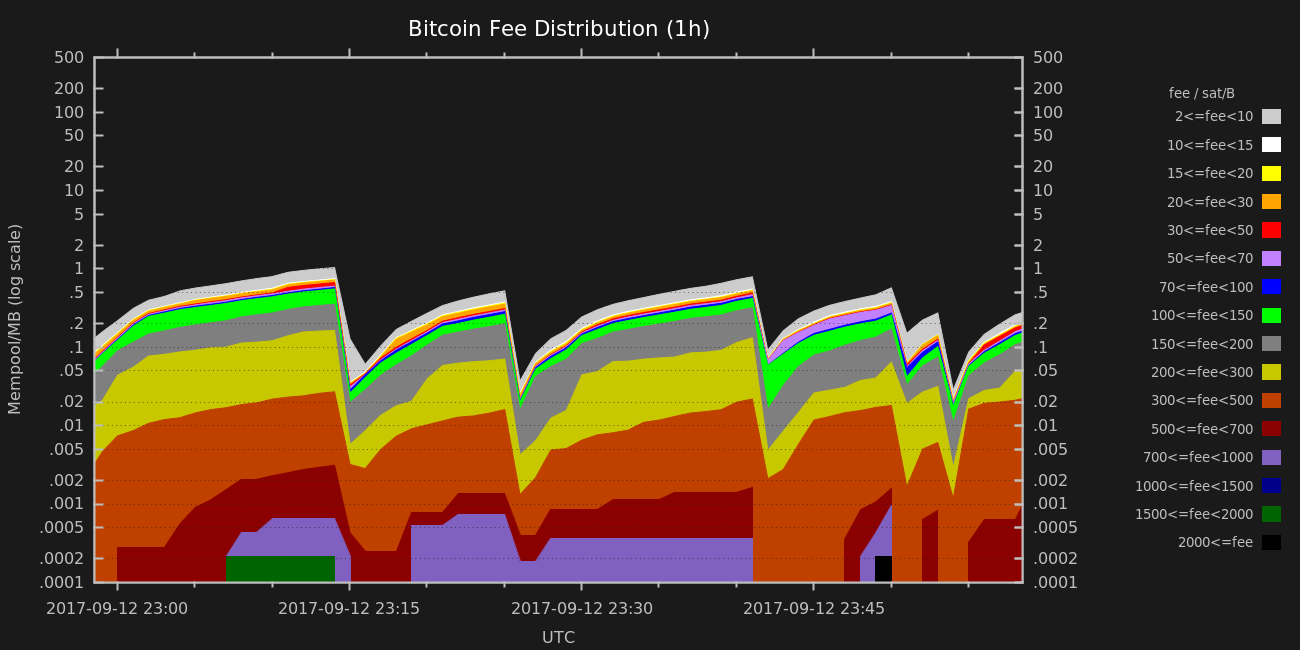 Bitcoin Fee Distribution (1h)
500
200
100
50
20
10
5
2
1
.5
.2
.1
.05
.02
.01
.005
.002
.001
.0005
.0002
.0001
Mempool/MB (log scale)
500
200
100
50
20
10
5
2
1
.5
.2
.1
.05
.02
.01
.005
.002
.001
.0005
.0002
.0001
2017-09-12 23:00
2017-09-12 23:15
2017-09-12 23:30
2017-09-12 23:45
UTC
fee / sat/B
2<=fee<10
10<=fee<15
15<=fee<20
20<=fee<30
30<=fee<50
50<=fee<70
70<=fee<100
100<=fee<150
150<=fee<200
200<=fee<300
300<=fee<500
500<=fee<700
700<=fee<1000
1000<=fee<1500
1500<=fee<2000
2000<=fee